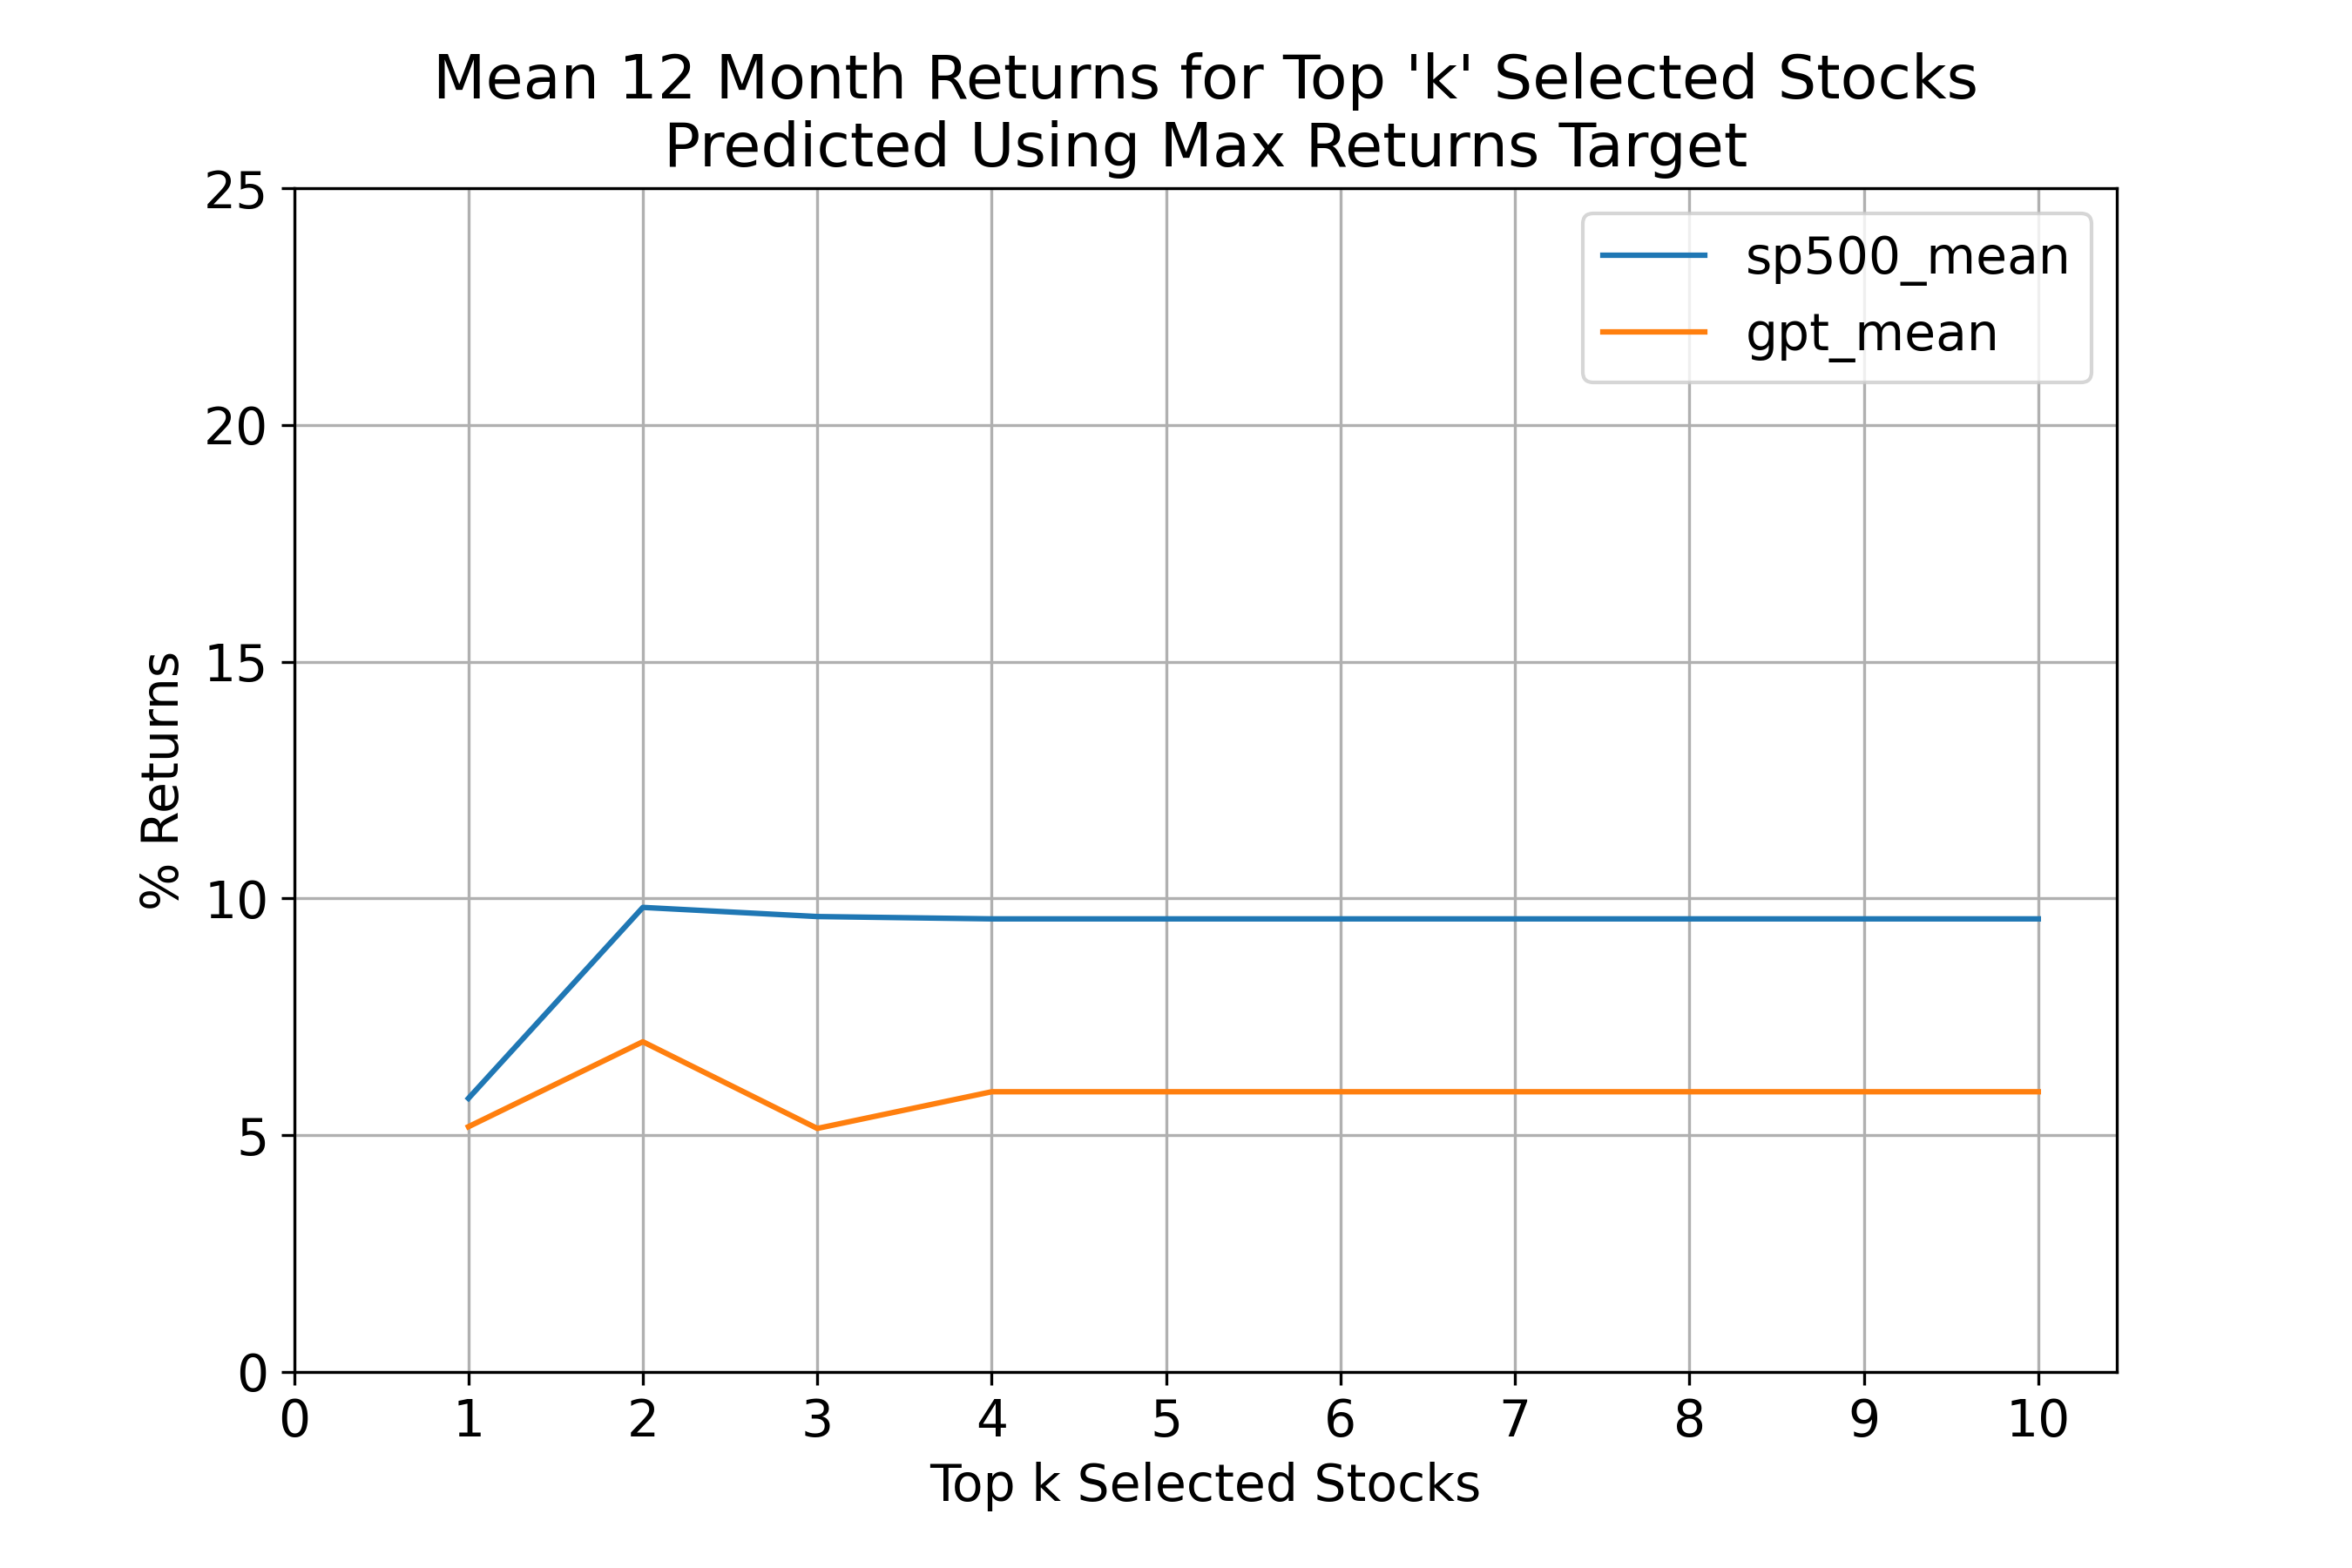 Mean 12 Month Returns for Top 'k' Selected Stocks
Predicted Using Max Returns Target
25
20
15
10
5
0
% Returns
sp500_mean
gpt_mean
0 1 2 3 4 5 6 7 8 9 10
Top k Selected Stocks